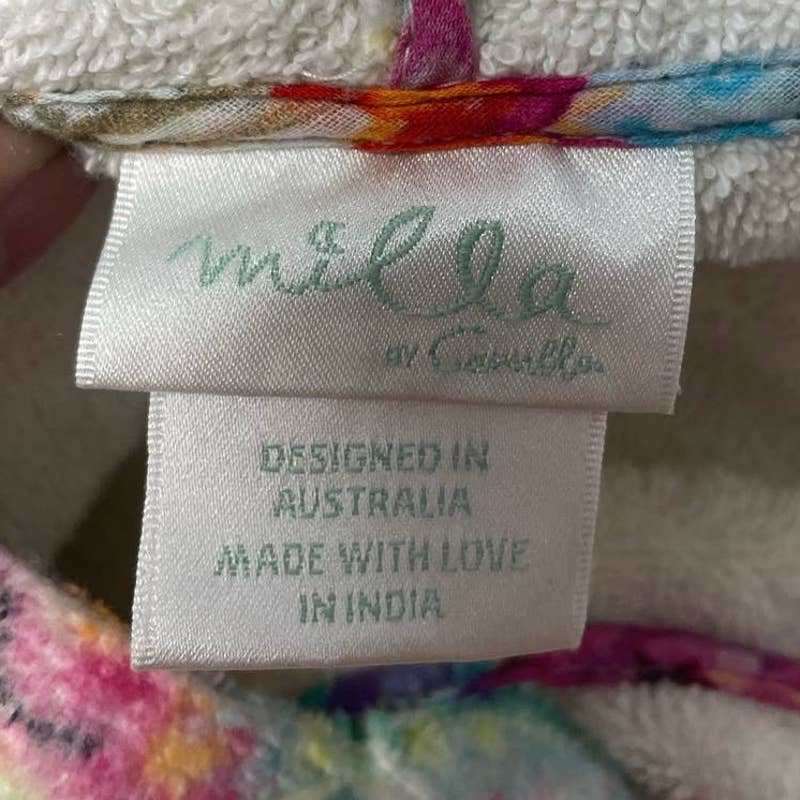 milla
BY Camilla
DESIGNED IN
AUSTRALIA
MADE WITH LOVE
IN INDIA